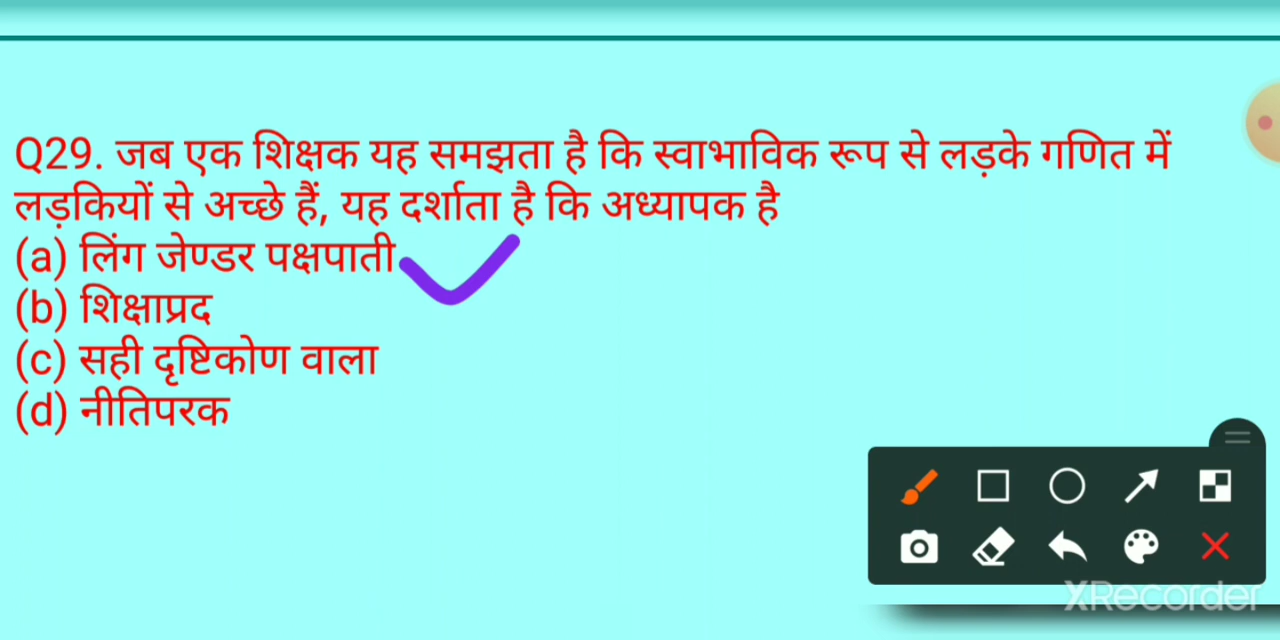 Q29. जब एक शिक्षक यह समझता है कि स्वाभाविक रूप से लड़के गणित में
लड़कियों से अच्छे हैं, यह दर्शाता है कि अध्यापक है
(a) लिंग जेण्डर पक्षपाती
(b) शिक्षाप्रद
(c) सही दृष्टिकोण वाला
(d) नीतिपरक
XRecorder